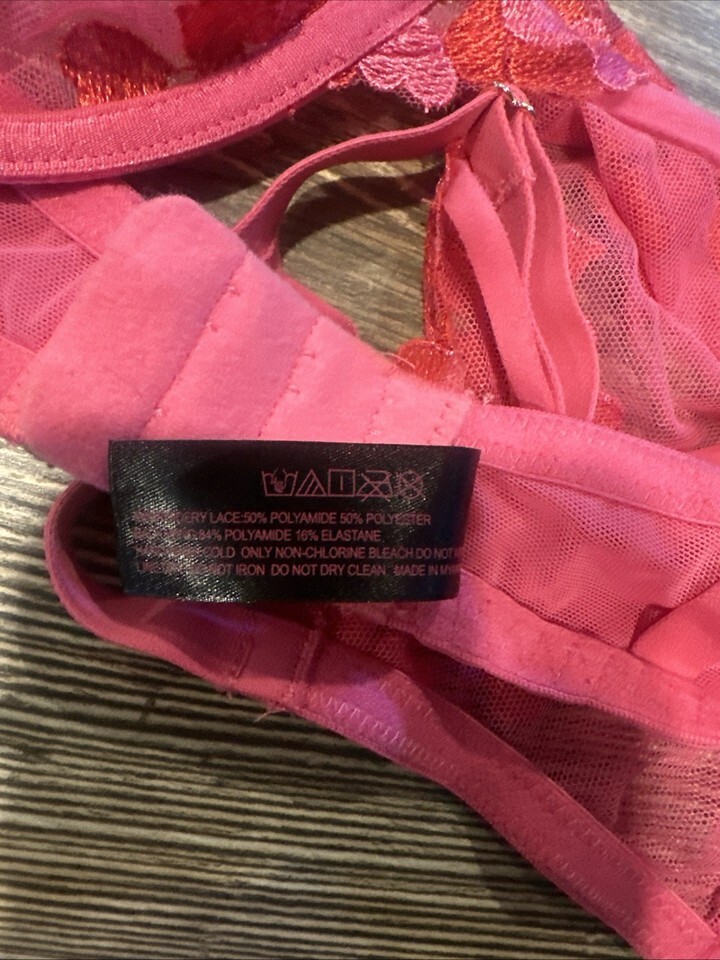 LACE:50% POLYAMIDE 50% POLYESTER
84% POLYAMIDE 16% ELASTANE
COLD ONLY NON-CHLORINE BLEACH DO NOT
LINE NOT IRON DO NOT DRY CLEAN MADE IN